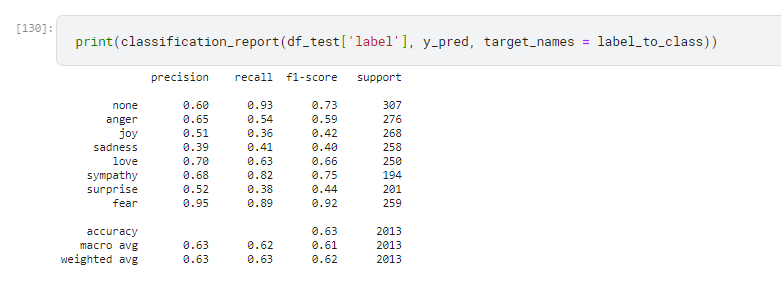 [130]:
print(classification_report(df_test['label'], y_pred, target_names = label_to_class))
precision recall f1-score support
none 0.60 0.93 0.73 307
anger 0.65 0.54 0.59 276
joy 0.51 0.36 0.42 268
sadness 0.39 0.41 0.40 258
love 0.70 0.63 0.66 250
sympathy 0.68 0.82 0.75 194
surprise 0.52 0.38 0.44 201
fear 0.95 0.89 0.92 259
accuracy 0.63 2013
macro avg 0.63 0.62 0.61 2013
weighted avg 0.63 0.63 0.62 2013